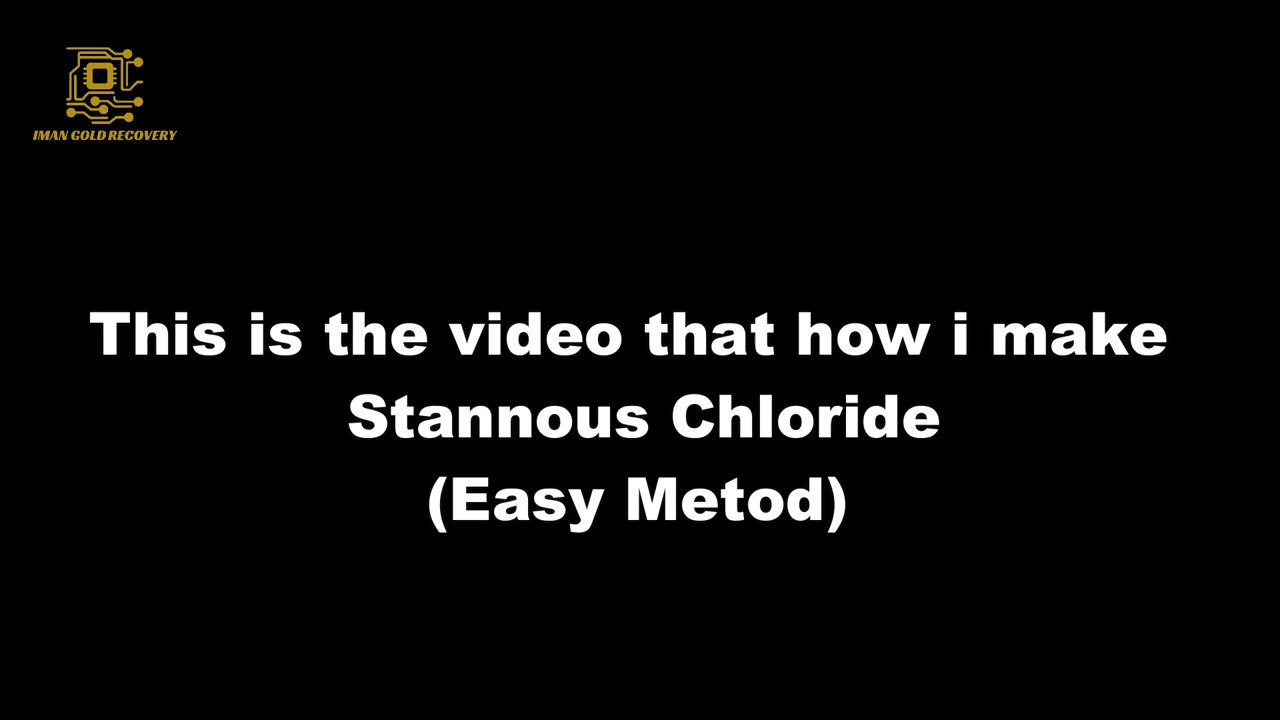 IMAN GOLD RECOVERY
This is the video that how i make
Stannous Chloride
(Easy Metod)